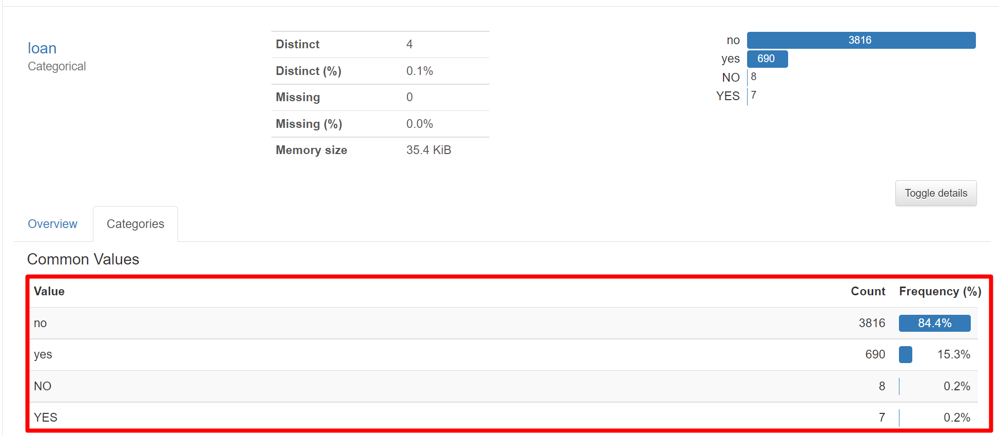 loan
Categorical
Distinct 4
Distinct (%) 0.1%
Missing 0
Missing (%) 0.0%
Memory size 35.4 KiB
no 3816
yes 690
NO 8
YES 7
Toggle details
Overview Categories
Common Values
Value Count Frequency (%)
no 3816 84.4%
yes 690 15.3%
NO 8 0.2%
YES 7 0.2%